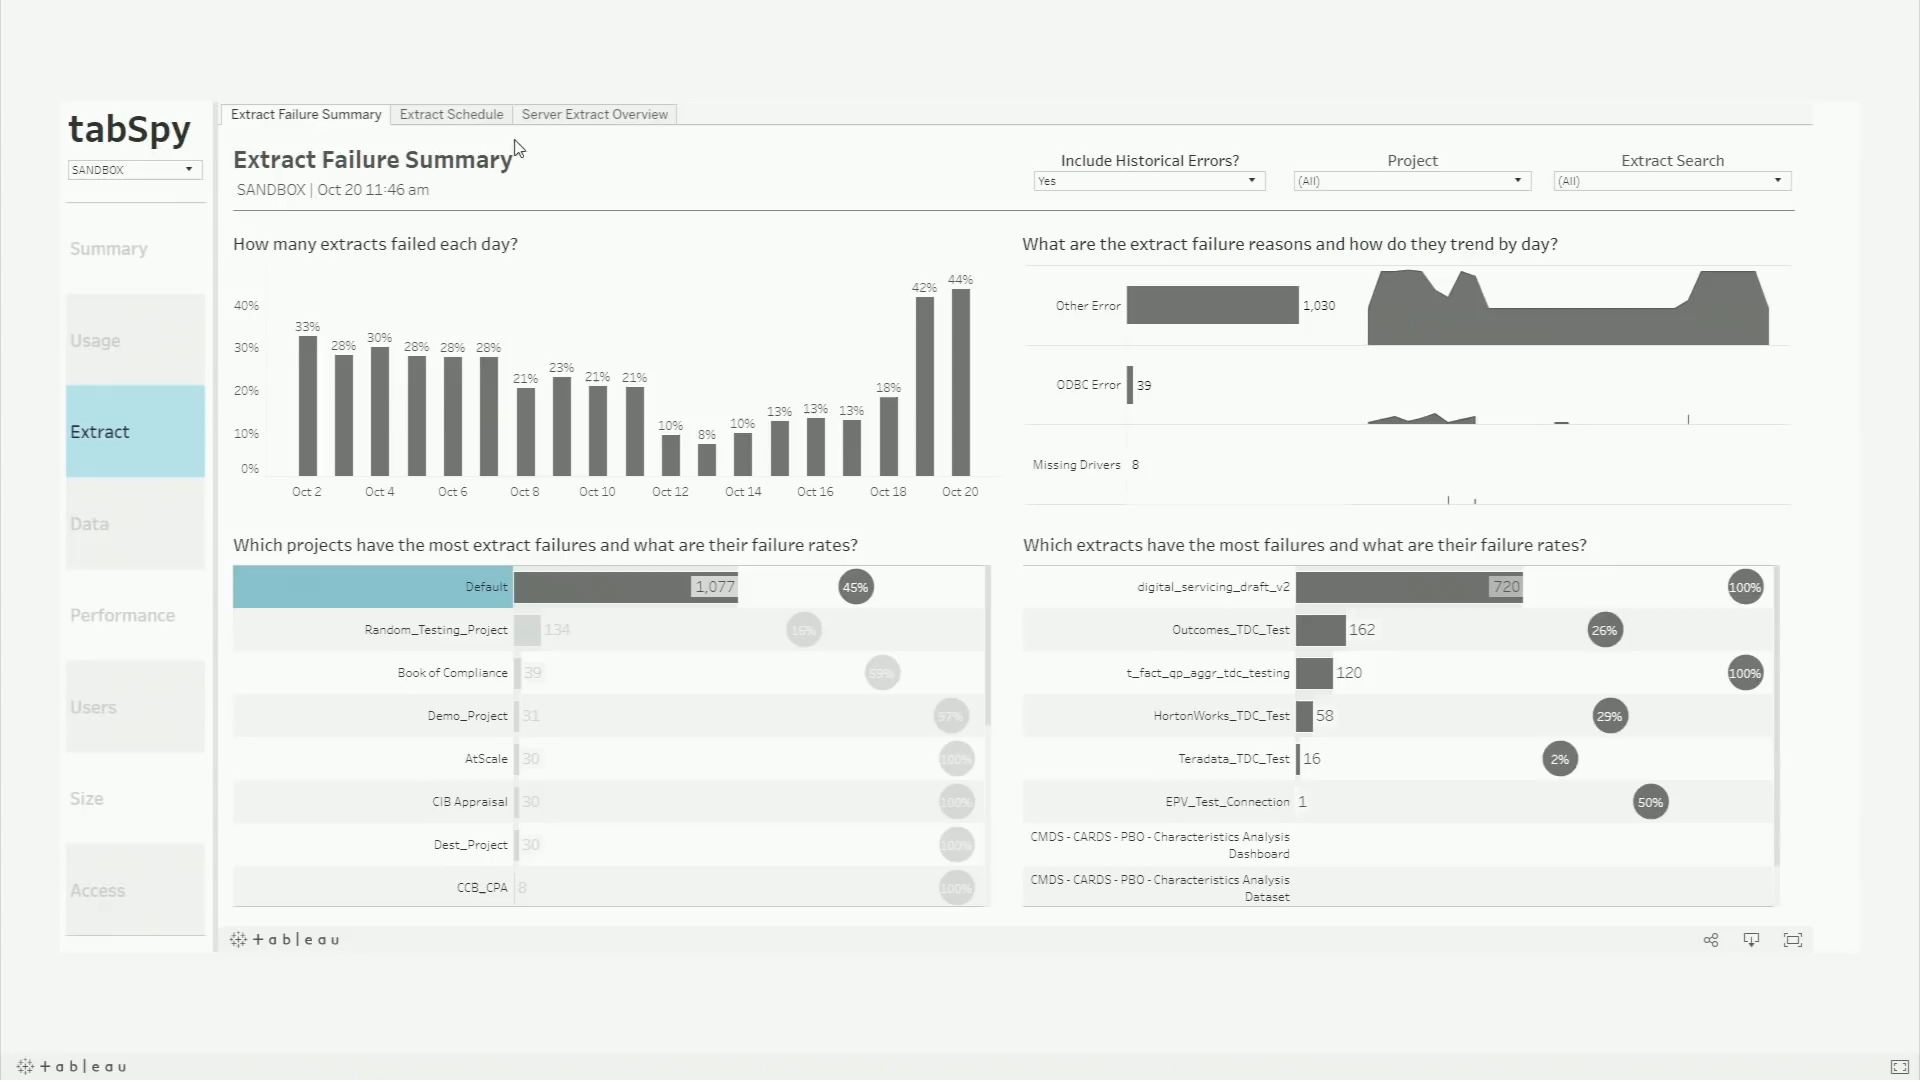 tabSpy
SANDBOX
Summary
Usage
Extract
Data
Performance
Users
Size
Access
Extract Failure Summary
Extract Schedule
Server Extract Overview
Extract Failure Summary
SANDBOX | Oct 20 11:46 am
Include Historical Errors?
Yes
Project
(All)
Extract Search
(All)
How many extracts failed each day?
40%
30%
20%
10%
0%
33%
28%
30%
28%
28%
28%
21%
23%
21%
21%
10%
8%
10%
13%
13%
13%
18%
42%
44%
Oct 2
Oct 4
Oct 6
Oct 8
Oct 10
Oct 12
Oct 14
Oct 16
Oct 18
Oct 20
What are the extract failure reasons and how do they trend by day?
Other Error 1,030
ODBC Error 39
Missing Drivers 8
Which projects have the most extract failures and what are their failure rates?
Default 1,077 45%
Random_Testing_Project 134 16%
Book of Compliance 39
Demo_Project 31 97%
AtScale 30 100%
CIB Appraisal 30 100%
Dest_Project 30 100%
CCB_CPA 8 100%
Which extracts have the most failures and what are their failure rates?
digital_servicing_draft_v2 720 100%
Outcomes_TDC_Test 162 26%
t_fact_qp_aggr_tdc_testing 120 100%
HortonWorks_TDC_Test 58 29%
Teradata_TDC_Test 16 2%
EPV_Test_Connection 1 50%
CMDS - CARDS - PBO - Characteristics Analysis
Dashboard
CMDS - CARDS - PBO - Characteristics Analysis
Dataset
+ableau
+ableau